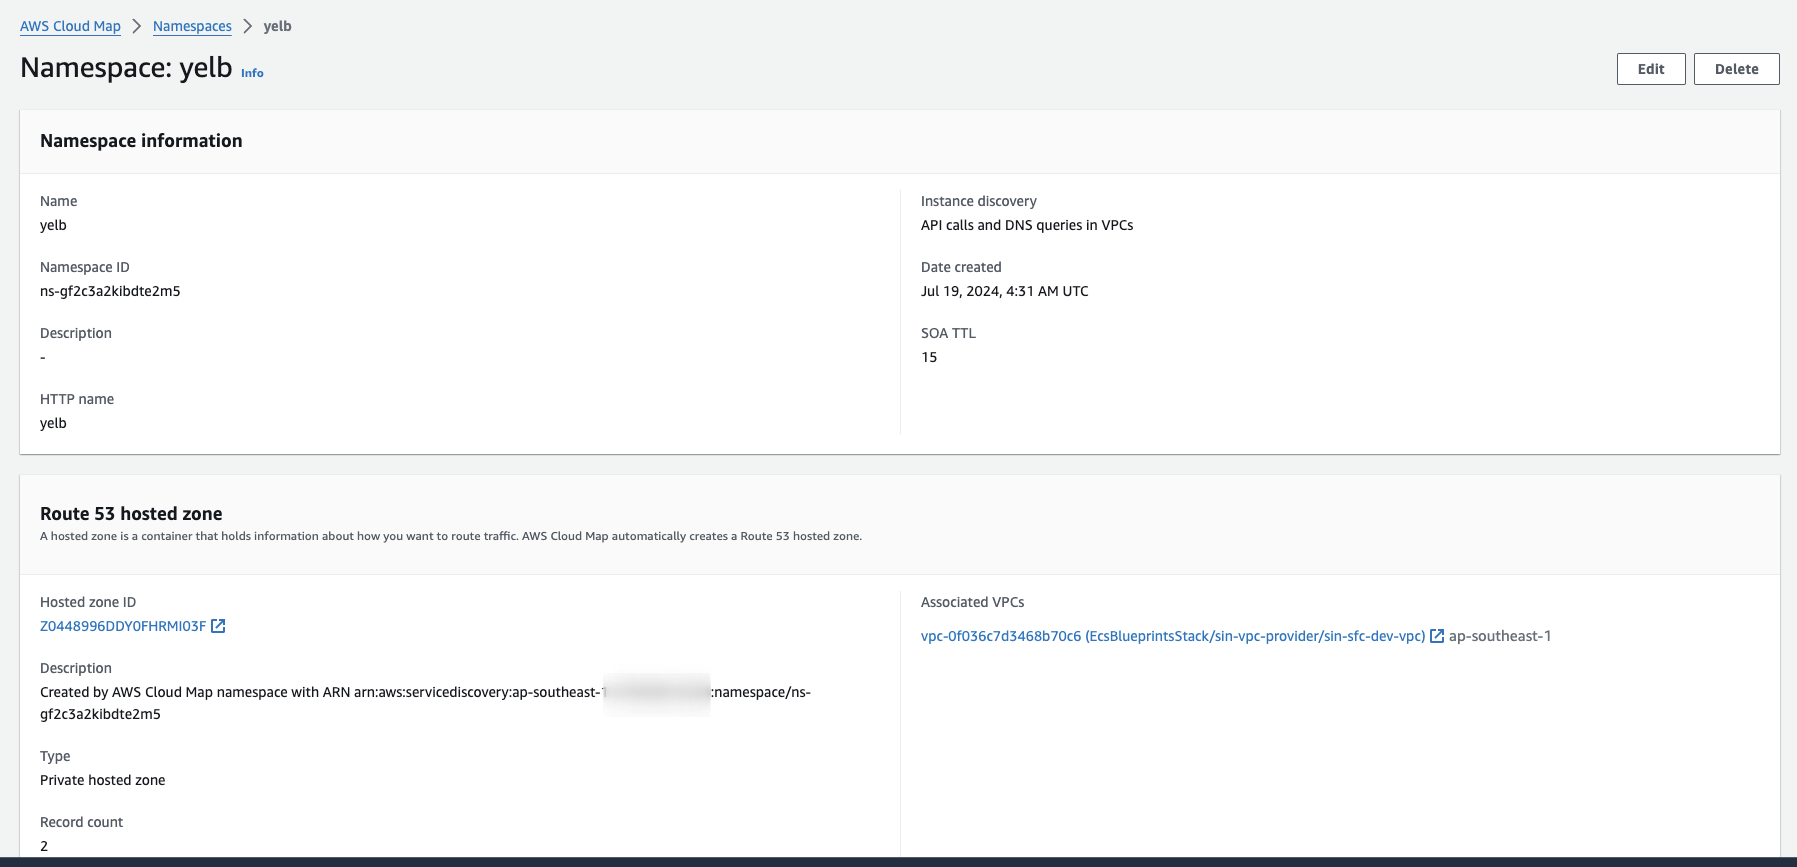 AWS Cloud Map > Namespaces > yelb
Namespace: yelb Info
Edit
Delete
Namespace information
Name
yelb
Namespace ID
ns-gf2c3a2kibdte2m5
Description
-
HTTP name
yelb
Instance discovery
API calls and DNS queries in VPCs
Date created
Jul 19, 2024, 4:31 AM UTC
SOA TTL
15
Route 53 hosted zone
A hosted zone is a container that holds information about how you want to route traffic. AWS Cloud Map automatically creates a Route 53 hosted zone.
Hosted zone ID
Z0448996DDY0FHRMI03F
Description
Created by AWS Cloud Map namespace with ARN arn:aws:servicediscovery:ap-southeast-1 :namespace/ns-
gf2c3a2kibdte2m5
Type
Private hosted zone
Record count
2
Associated VPCs
vpc-0f036c7d3468b70c6 (EcsBlueprintsStack/sin-vpc-provider/sin-sfc-dev-vpc) ap-southeast-1